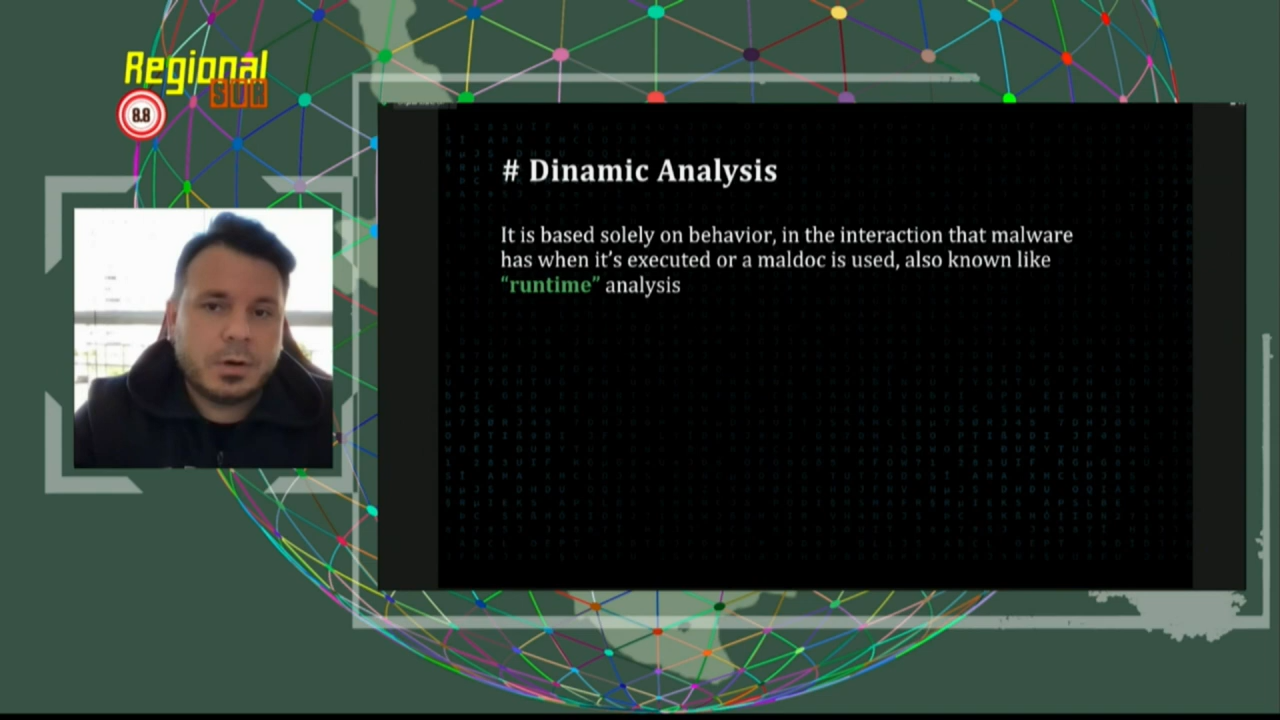 Regional
SUR
8.8
# Dinamic Analysis
It is based solely on behavior, in the interaction that malware
has when it’s executed or a maldoc is used, also known like
“runtime” analysis